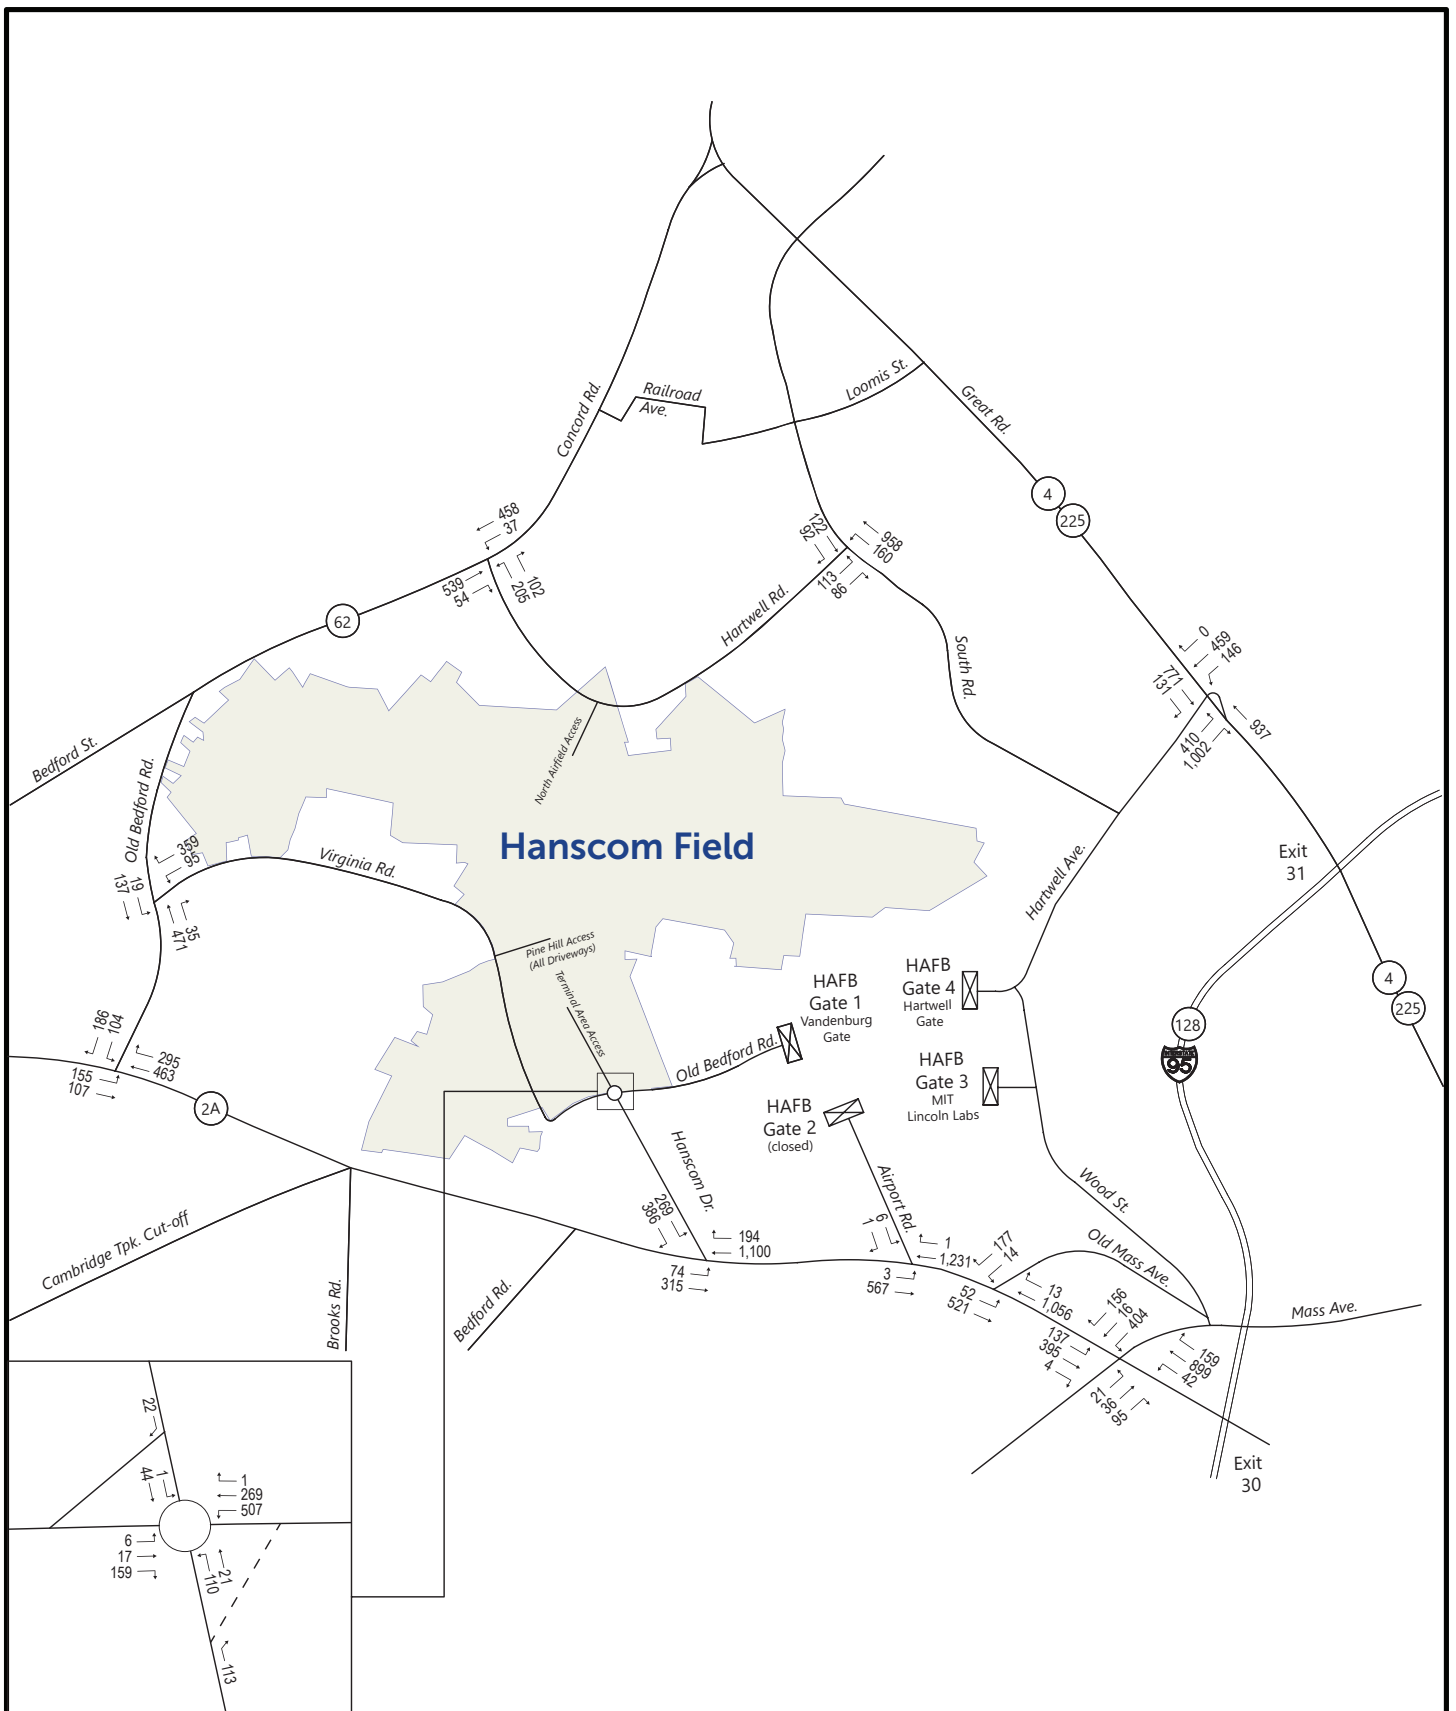 Railroad
Ave.
Loomis St.
Concord Rd.
Great Rd.
4
225
458
37
539
54
205
102
122
92
958
160
113
86
62
Hartwell Rd.
South Rd.
0
459
146
771
131
410
1,002
937
Bedford St.
Old Bedford Rd.
North Airfield Access
Hanscom Field
Virginia Rd.
359
95
19
137
35
471
Hartwell Ave.
Exit
31
Pine Hill Access
(All Driveways)
Terminal Area Access
HAFB
Gate 1
Vandenburg
Gate
HAFB
Gate 4
Hartwell
Gate
4
225
128
INTERSTATE
95
186
104
295
463
155
107
2A
Old Bedford Rd.
HAFB
Gate 3
MIT
Lincoln Labs
HAFB
Gate 2
(closed)
Hanscom Dr.
Airport Rd.
Wood St.
Old Mass Ave.
Mass Ave.
Cambridge Tpk. Cut-off
Brooks Rd.
Bedford Rd.
269
386
194
1,100
74
315
6
1
1
1,231
3
567
177
14
52
521
13
1,056
156
16
404
137
395
4
159
899
42
21
36
95
Exit
30
22
1
44
1
269
507
6
17
159
21
110
113